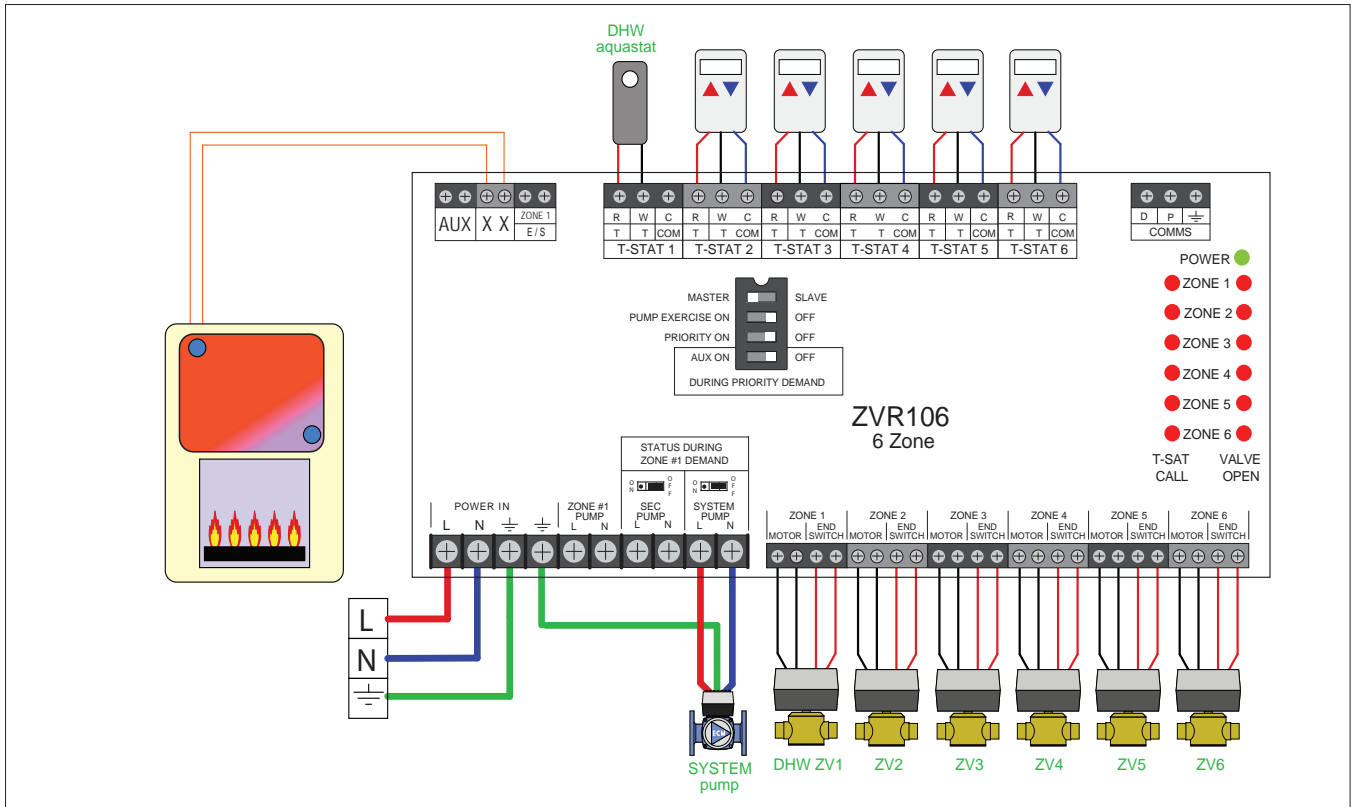 DHW
aquastat
AUX X X ZONE 1
E / S
R W C R W C R W C R W C R W C R W C
T T COM T T COM T T COM T T COM T T COM T T COM
T-STAT 1 T-STAT 2 T-STAT 3 T-STAT 4 T-STAT 5 T-STAT 6
D P
COMMS
POWER
ZONE 1
ZONE 2
ZONE 3
ZONE 4
ZONE 5
ZONE 6
T-SAT VALVE
CALL OPEN
MASTER SLAVE
PUMP EXERCISE ON OFF
PRIORITY ON OFF
AUX ON OFF
DURING PRIORITY DEMAND
ZVR106
6 Zone
STATUS DURING
ZONE #1 DEMAND
ON OFF ON OFF
POWER IN ZONE #1 PUMP SEC PUMP SYSTEM PUMP
L N L N L N L N
ZONE 1 ZONE 2 ZONE 3 ZONE 4 ZONE 5 ZONE 6
MOTOR END SWITCH MOTOR END SWITCH MOTOR END SWITCH MOTOR END SWITCH MOTOR END SWITCH MOTOR END SWITCH
L
N
ECM
SYSTEM
pump
DHW ZV1 ZV2 ZV3 ZV4 ZV5 ZV6